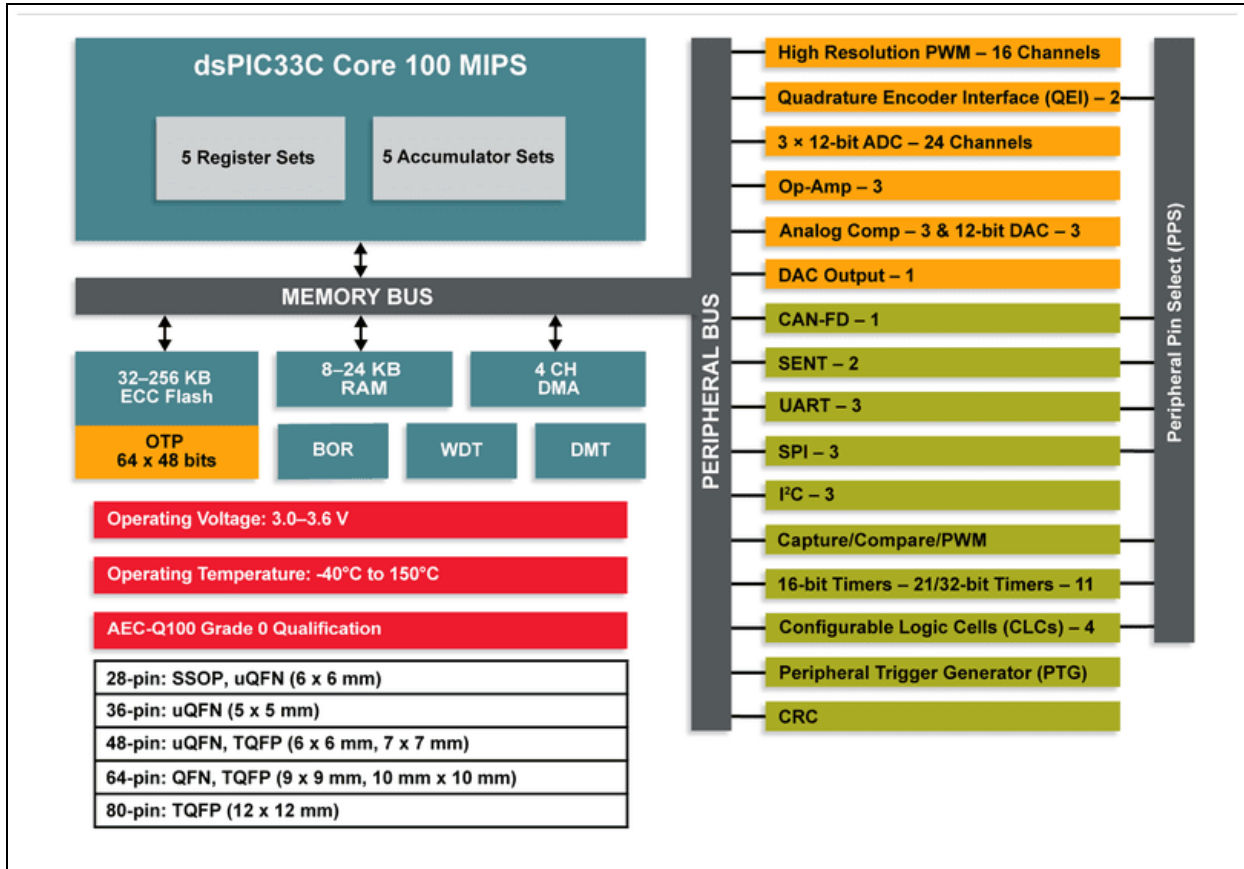 dsPIC33C Core 100 MIPS
5 Register Sets
5 Accumulator Sets
MEMORY BUS
32–256 KB
ECC Flash
OTP
64 x 48 bits
8–24 KB
RAM
4 CH
DMA
BOR
WDT
DMT
Operating Voltage: 3.0–3.6 V
Operating Temperature: -40°C to 150°C
AEC-Q100 Grade 0 Qualification
28-pin: SSOP, uQFN (6 x 6 mm)
36-pin: uQFN (5 x 5 mm)
48-pin: uQFN, TQFP (6 x 6 mm, 7 x 7 mm)
64-pin: QFN, TQFP (9 x 9 mm, 10 mm x 10 mm)
80-pin: TQFP (12 x 12 mm)
PERIPHERAL BUS
High Resolution PWM – 16 Channels
Quadrature Encoder Interface (QEI) – 2
3 × 12-bit ADC – 24 Channels
Op-Amp – 3
Analog Comp – 3 & 12-bit DAC – 3
DAC Output – 1
CAN-FD – 1
SENT – 2
UART – 3
SPI – 3
I²C – 3
Capture/Compare/PWM
16-bit Timers – 21/32-bit Timers – 11
Configurable Logic Cells (CLCs) – 4
Peripheral Trigger Generator (PTG)
CRC
Peripheral Pin Select (PPS)